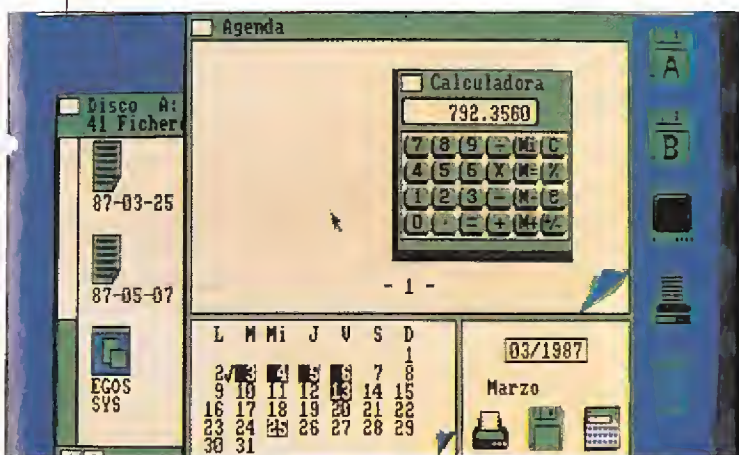 Agenda
Disco A:
41 Fichero
87-03-25
87-05-07
EGOS
SYS
Calculadora
792.3560
7 8 9 ÷ C
4 5 6 X M= %
1 2 3 - M-
0 . = + M+ +/-
- 1 -
L M Mi J V S D
1
2√ 3 4 5 6 7 8
9 10 11 12 13 14 15
16 17 18 19 20 21 22
23 24 25 26 27 28 29
30 31
03/1987
Marzo
A
B